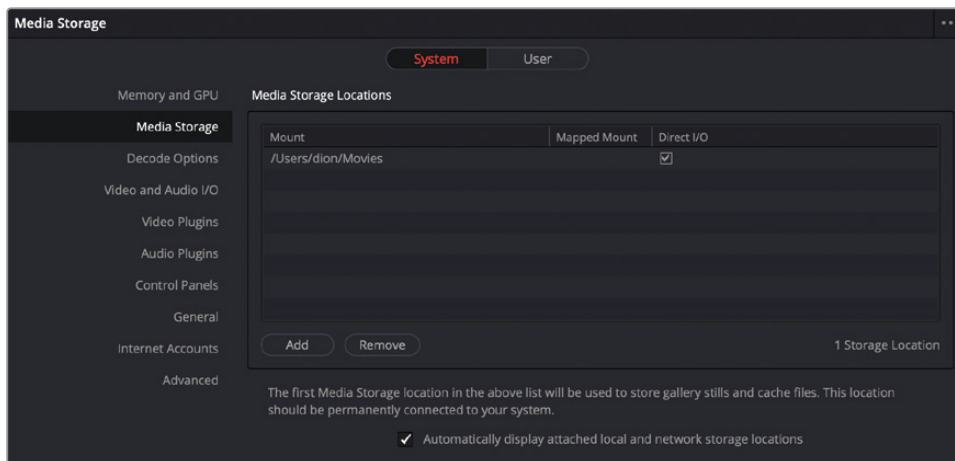 Media Storage
System User
Memory and GPU
Media Storage
Decode Options
Video and Audio I/O
Video Plugins
Audio Plugins
Control Panels
General
Internet Accounts
Advanced
Media Storage Locations
Mount Mapped Mount Direct I/O
/Users/dion/Movies
Add Remove 1 Storage Location
The first Media Storage location in the above list will be used to store gallery stills and cache files. This location
should be permanently connected to your system.
Automatically display attached local and network storage locations